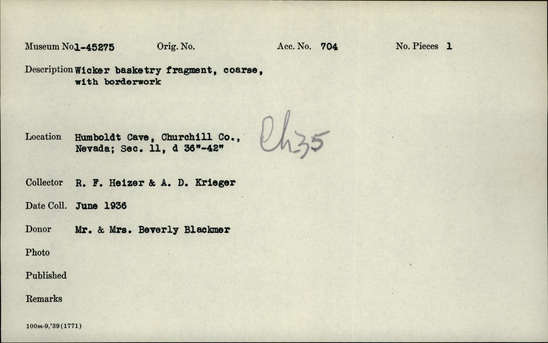 Museum No. 1-45275 Orig. No. Acc. No. 704 No. Pieces 1
Description Wicker basketry fragment, coarse,
with borderwork
Location Humboldt Cave, Churchill Co.,
Nevada; Sec. 11, d 36"-42"
Ch35
Collector R. F. Heizer & A. D. Krieger
Date Coll. June 1936
Donor Mr. & Mrs. Beverly Blackmer
Photo
Published
Remarks
100m-9,'39(1771)